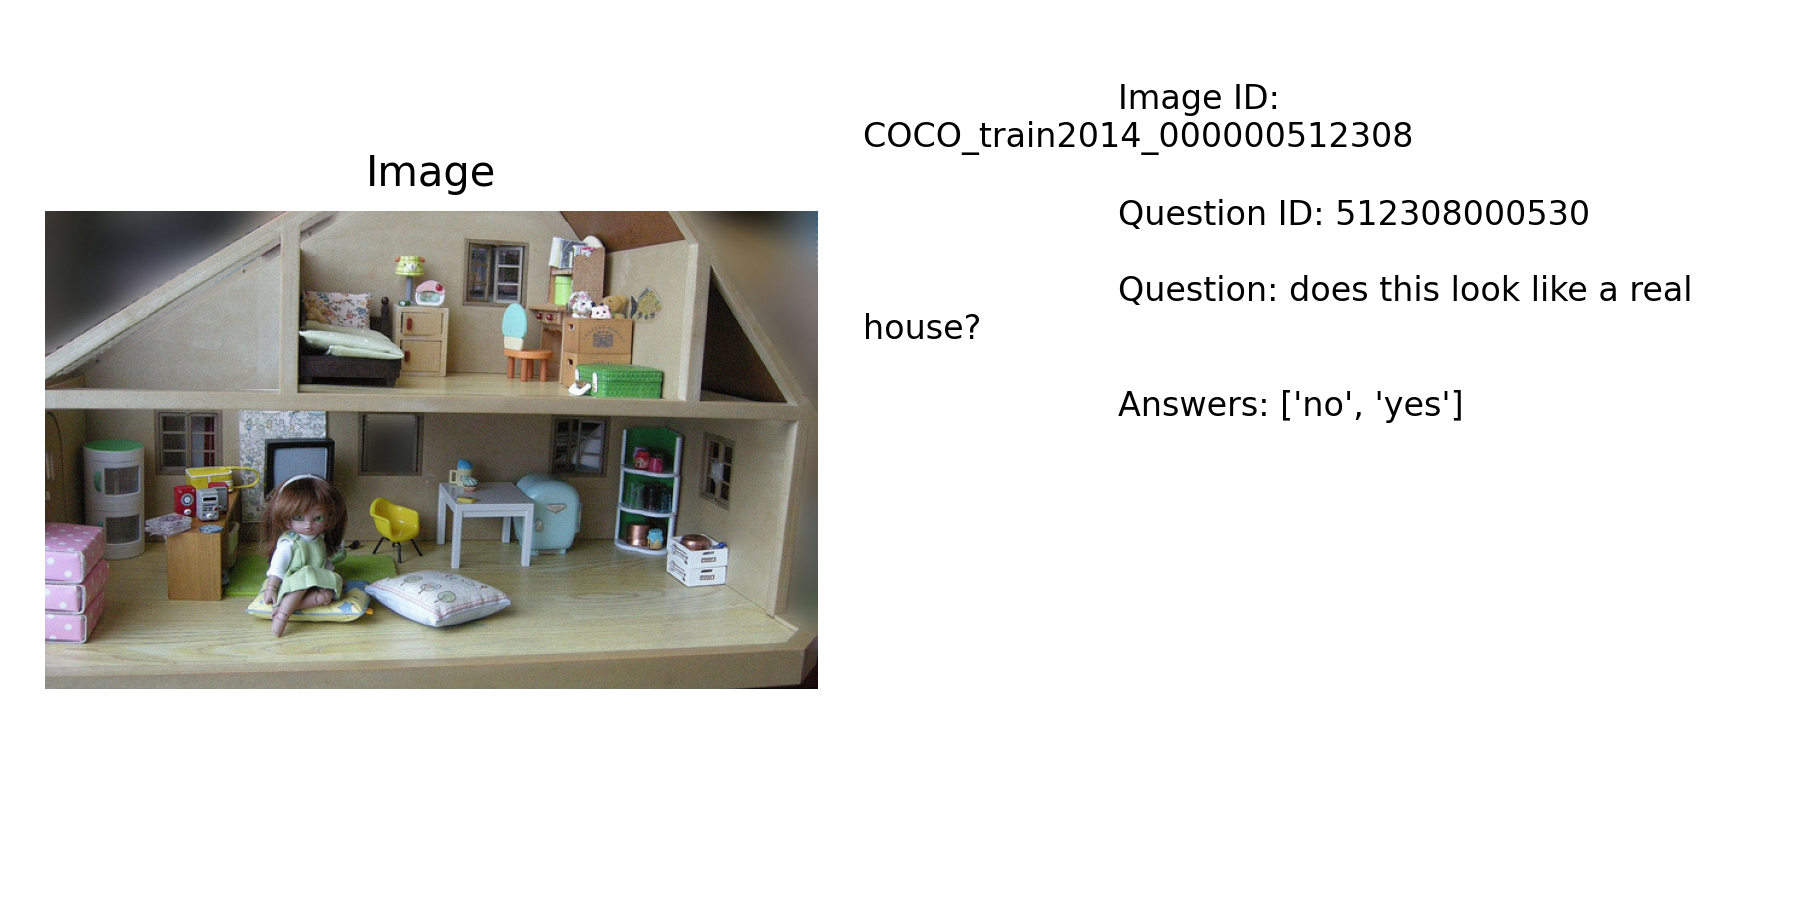 Image
Image ID:
COCO_train2014_000000512308
Question ID: 512308000530
Question: does this look like a real
house?
Answers: ['no', 'yes']